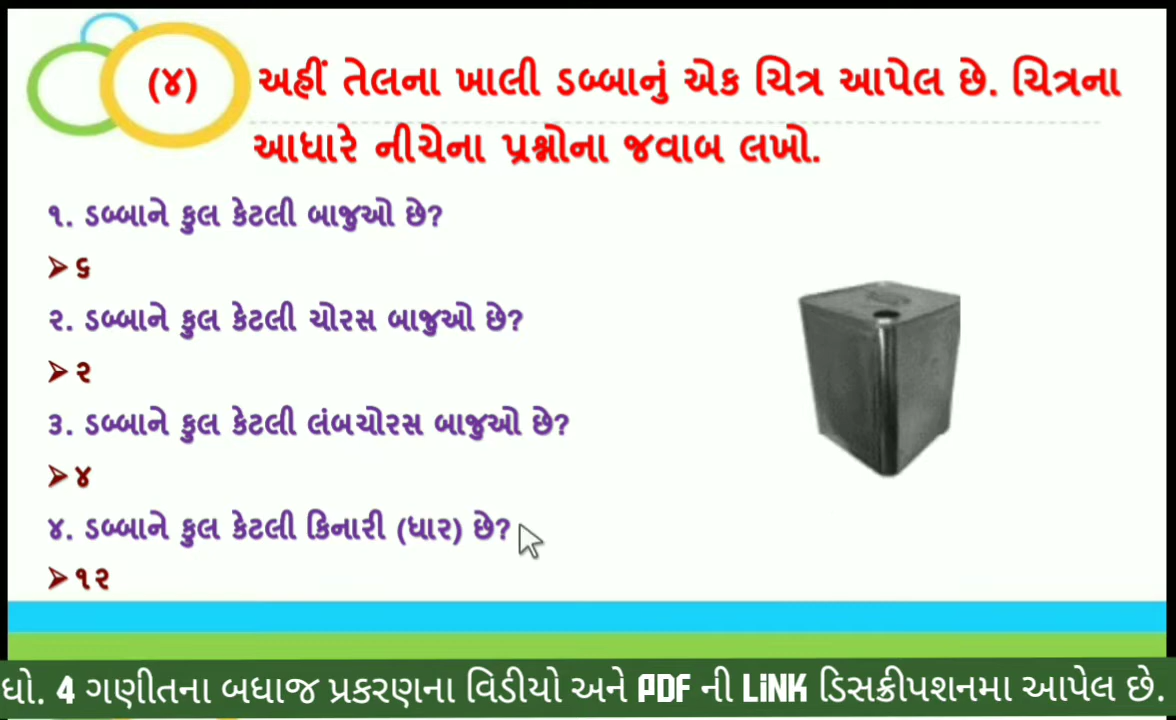 (૪) અહીં તેલના ખાલી ડબ્બાનું એક ચિત્ર આપેલ છે. ચિત્રના
આધારે નીચેના પ્રશ્નોના જવાબ લખો.
૧. ડબ્બાને કુલ કેટલી બાજુઓ છે?
➢ ૬
૨. ડબ્બાને કુલ કેટલી ચોરસ બાજુઓ છે?
➢ ૨
૩. ડબ્બાને કુલ કેટલી લંબચોરસ બાજુઓ છે?
➢ ૪
૪. ડબ્બાને કુલ કેટલી કિનારી (ધાર) છે?
➢ ૧૨
ધો. 4 ગણીતના બધાજ પ્રકરણના વિડીયો અને PDF ની LiNK ડિસક્રીપશનમા આપેલ છે.